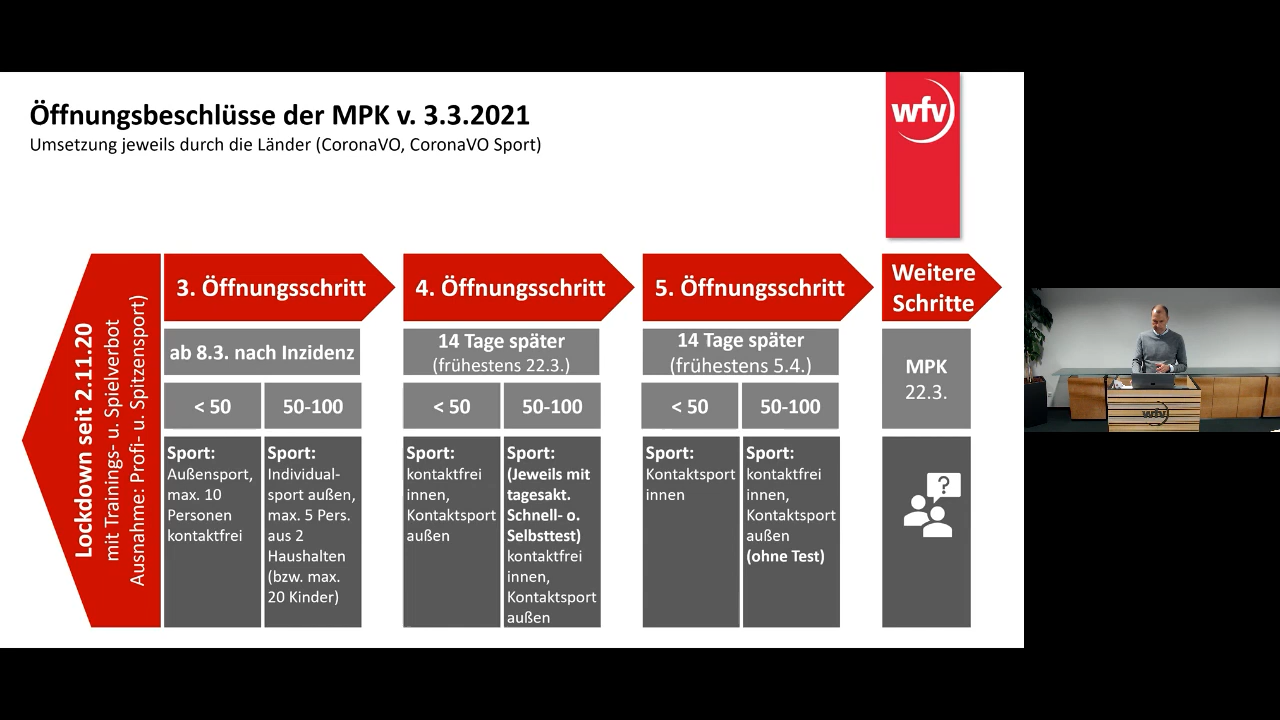 Öffnungsbeschlüsse der MPK v. 3.3.2021
Umsetzung jeweils durch die Länder (CoronaVO, CoronaVO Sport)
wfv
Lockdown seit 2.11.20
mit Trainings- u. Spielverbot
Ausnahme: Profi- u. Spitzensport)
3. Öffnungsschritt
ab 8.3. nach Inzidenz
< 50
50-100
Sport:
Außensport,
max. 10
Personen
kontaktfrei
Sport:
Individual-
sport außen,
max. 5 Pers.
aus 2
Haushalten
(bzw. max.
20 Kinder)
4. Öffnungsschritt
14 Tage später
(frühestens 22.3.)
< 50
50-100
Sport:
kontaktfrei
innen,
Kontaktsport
außen
Sport:
(Jeweils mit
tagesakt.
Schnell- o.
Selbsttest)
kontaktfrei
innen,
Kontaktsport
außen
5. Öffnungsschritt
14 Tage später
(frühestens 5.4.)
< 50
50-100
Sport:
Kontaktsport
innen
Sport:
kontaktfrei
innen,
Kontaktsport
außen
(ohne Test)
Weitere
Schritte
MPK
22.3.
?
wfv